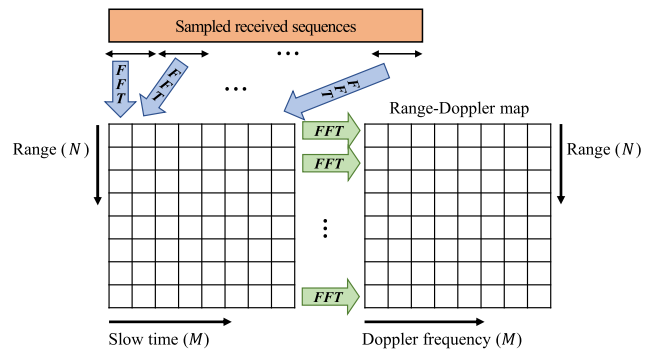 Sampled received sequences
...
FFT
FFT
...
FFT
Range-Doppler map
Range (N)
FFT
FFT
Range (N)
...
FFT
Slow time (M)
Doppler frequency (M)